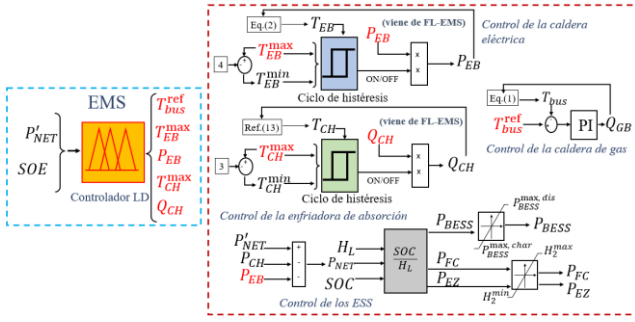 EMS
P'_NET
SOE
Controlador LD
T_bus^ref
T_EB^max
P_EB
T_CH^max
Q_CH
Eq.(2)
T_EB
4
T_EB^max
T_EB^min
Ciclo de histéresis
ON/OFF
P_EB
(viene de FL-EMS)
x
x
P_EB
Control de la caldera
eléctrica
Ref.(13)
T_CH
3
T_CH^max
T_CH^min
Ciclo de histéresis
ON/OFF
(viene de FL-EMS)
Q_CH
x
x
Q_CH
Control de la enfriadora de absorción
Eq.(1)
T_bus
T_bus^ref
PI
Q_GB
Control de la caldera de gas
P'_NET
P_CH
P_EB
+
-
-
H_L
P_NET
SOC
SOC
H_L
P_BESS
P_FC
P_EZ
P_BESS^max, dis
P_BESS^max, char
P_BESS
H_2^max
H_2^min
P_FC
P_EZ
Control de los ESS